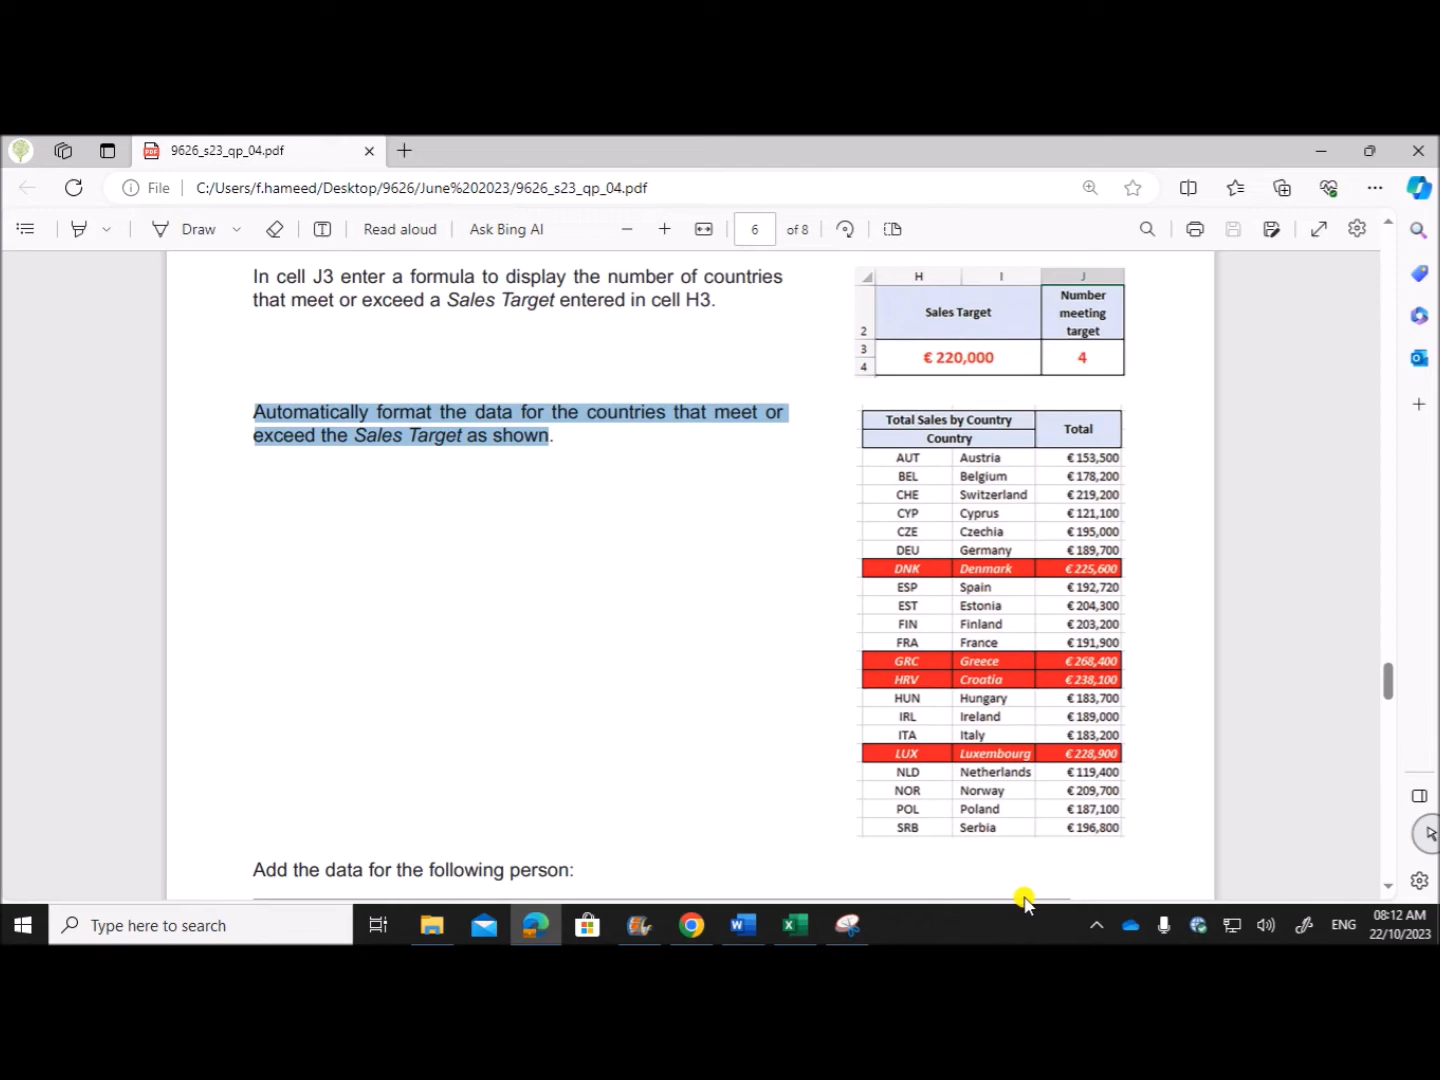 9626_s23_qp_04.pdf
File
C:/Users/f.hameed/Desktop/9626/June%202023/9626_s23_qp_04.pdf
Draw
Read aloud
Ask Bing AI
6
of 8
In cell J3 enter a formula to display the number of countries
that meet or exceed a Sales Target entered in cell H3.
H I J
2 Sales Target Number meeting target
3 € 220,000 4
4
Automatically format the data for the countries that meet or
exceed the Sales Target as shown.
Total Sales by Country Total
Country
AUT Austria € 153,500
BEL Belgium € 178,200
CHE Switzerland € 219,200
CYP Cyprus € 121,100
CZE Czechia € 195,000
DEU Germany € 189,700
DNK Denmark € 225,600
ESP Spain € 192,720
EST Estonia € 204,300
FIN Finland € 203,200
FRA France € 191,900
GRC Greece € 268,400
HRV Croatia € 238,100
HUN Hungary € 183,700
IRL Ireland € 189,000
ITA Italy € 183,200
LUX Luxembourg € 228,900
NLD Netherlands € 119,400
NOR Norway € 209,700
POL Poland € 187,100
SRB Serbia € 196,800
Add the data for the following person:
Type here to search
ENG
08:12 AM
22/10/2023